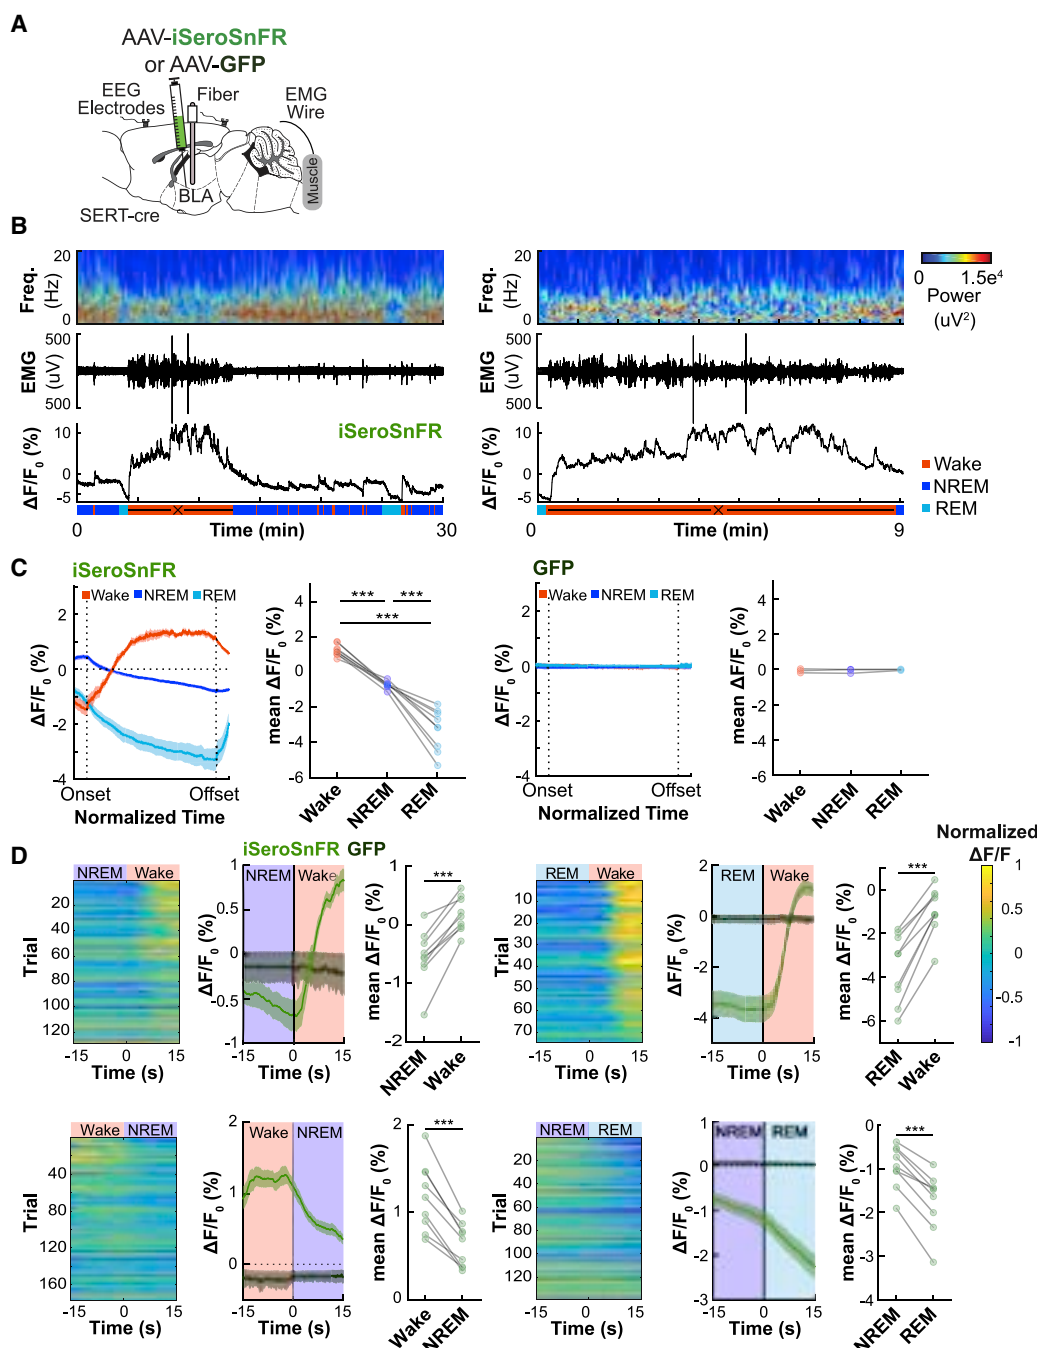 A
AAV-iSeroSnFR
or AAV-GFP
EEG
Electrodes
Fiber
EMG
Wire
Muscle
BLA
SERT-cre
B
20
Freq.
(Hz)
0
500
EMG
(uV)
500
iSeroSnFR
10
ΔF/F0 (%)
0
-5
0
Time (min)
30
20
Freq.
(Hz)
0
500
EMG
(uV)
500
10
ΔF/F0 (%)
0
-5
0
Time (min)
9
0 1.5e4
Power
(uV2)
Wake
NREM
REM
C
iSeroSnFR
Wake NREM REM
2
0
-2
-4
ΔF/F0 (%)
Onset Offset
Normalized Time
*** ***
***
4
2
0
-2
-4
-6
mean ΔF/F0 (%)
Wake
NREM
REM
GFP
Wake NREM REM
2
0
-2
-4
ΔF/F0 (%)
Onset Offset
Normalized Time
4
2
0
-2
-4
-6
mean ΔF/F0 (%)
Wake
NREM
REM
D
iSeroSnFR GFP
NREM Wake
20
40
60
80
100
120
Trial
-15 0 15
Time (s)
NREM Wake
1
0.5
0
-0.5
-1
ΔF/F0 (%)
-15 0 15
Time (s)
***
1
0
-1
-2
mean ΔF/F0 (%)
NREM
Wake
REM Wake
10
20
30
40
50
60
70
Trial
-15 0 15
Time (s)
REM Wake
2
0
-2
-4
ΔF/F0 (%)
-15 0 15
Time (s)
***
0
-2
-4
-6
mean ΔF/F0 (%)
REM
Wake
Normalized
ΔF/F
1
0.5
0
-0.5
-1
Wake NREM
40
80
120
160
Trial
-15 0 15
Time (s)
Wake NREM
2
1
0
ΔF/F0 (%)
-15 0 15
Time (s)
***
2
1
0
mean ΔF/F0 (%)
Wake
NREM
NREM REM
20
40
60
80
100
120
Trial
-15 0 15
Time (s)
NREM REM
1
0
-1
-2
-3
ΔF/F0 (%)
-15 0 15
Time (s)
***
0
-1
-2
-3
-4
mean ΔF/F0 (%)
NREM
REM